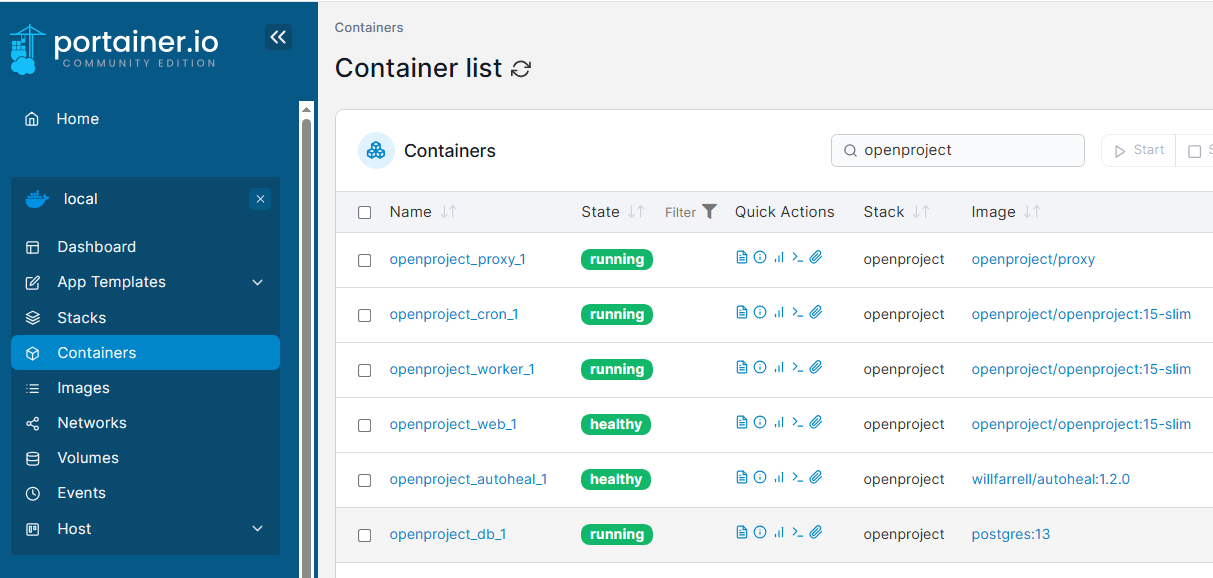 portainer.io
COMMUNITY EDITION
Home
local
Dashboard
App Templates
Stacks
Containers
Images
Networks
Volumes
Events
Host
Containers
Container list
Containers
openproject
Start
S
Name State Filter Quick Actions Stack Image
openproject_proxy_1 running openproject openproject/proxy
openproject_cron_1 running openproject openproject/openproject:15-slim
openproject_worker_1 running openproject openproject/openproject:15-slim
openproject_web_1 healthy openproject openproject/openproject:15-slim
openproject_autoheal_1 healthy openproject willfarrell/autoheal:1.2.0
openproject_db_1 running openproject postgres:13